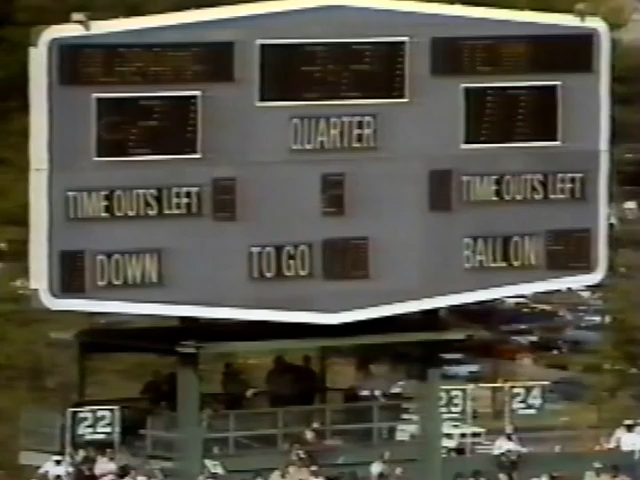 QUARTER
TIME OUTS LEFT TIME OUTS LEFT
DOWN TO GO BALL ON
22 23 24